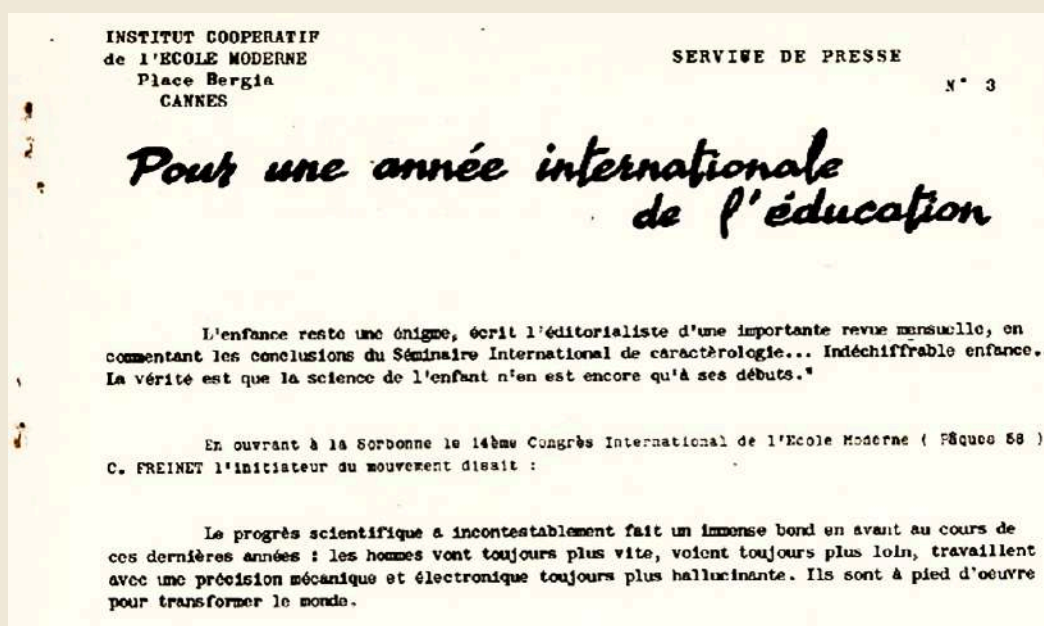 INSTITUT COOPERATIF
de l'ECOLE MODERNE
Place Bergia
CANNES
SERVICE DE PRESSE
N° 3
Pour une année internationale
de l'éducation
L'enfance reste une énigme, écrit l'éditorialiste d'une importante revue mensuelle, en
commentant les conclusions du Séminaire International de caractèrologie... Indéchiffrable enfance.
La vérité est que la science de l'enfant n'en est encore qu'à ses débuts."
En ouvrant à la Sorbonne le 14ème Congrès International de l'Ecole Moderne ( Pâques 58 )
C. FREINET l'initiateur du mouvement disait :
Le progrès scientifique a incontestablement fait un immense bond en avant au cours de
ces dernières années : les hommes vont toujours plus vite, voient toujours plus loin, travaillent
avec une précision mécanique et électronique toujours plus hallucinante. Ils sont à pied d'oeuvre
pour transformer le monde.